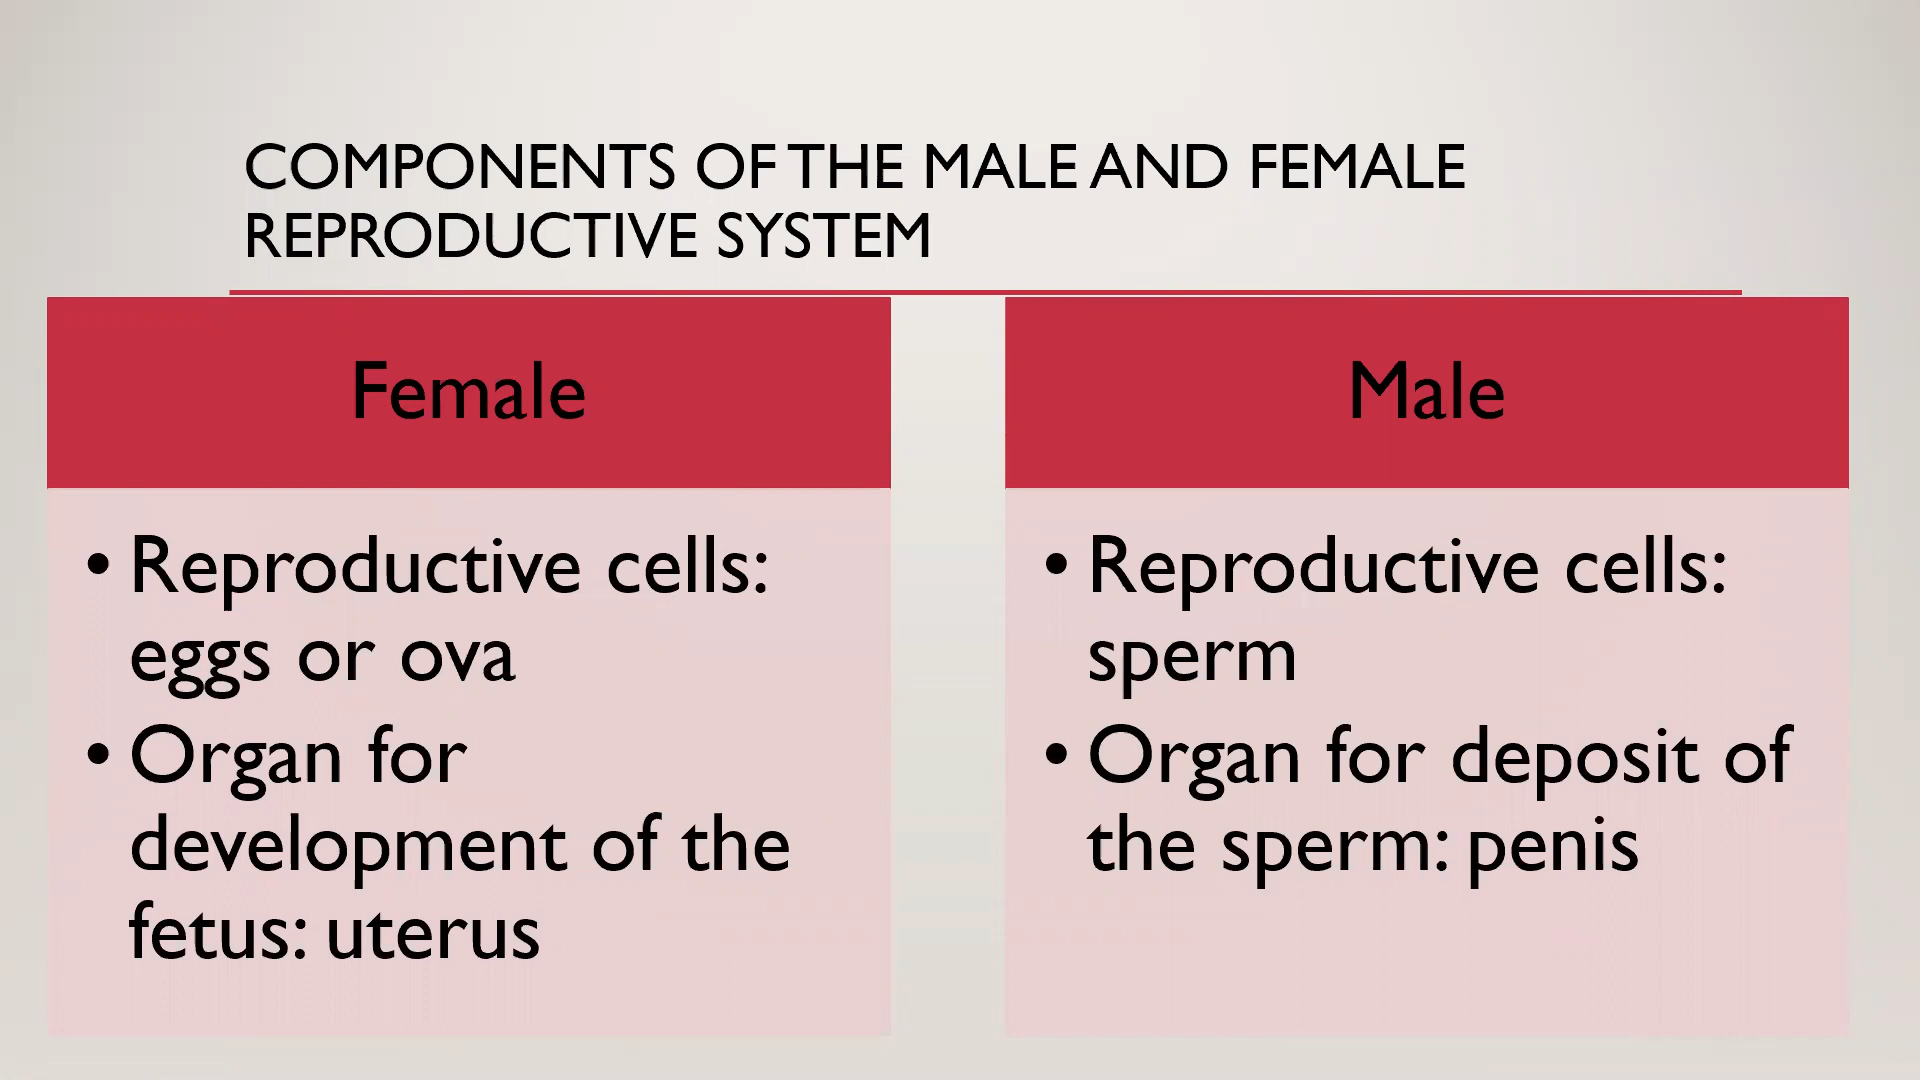 COMPONENTS OF THE MALE AND FEMALE
REPRODUCTIVE SYSTEM
Female
• Reproductive cells:
eggs or ova
• Organ for
development of the
fetus: uterus
Male
• Reproductive cells:
sperm
• Organ for deposit of
the sperm: penis